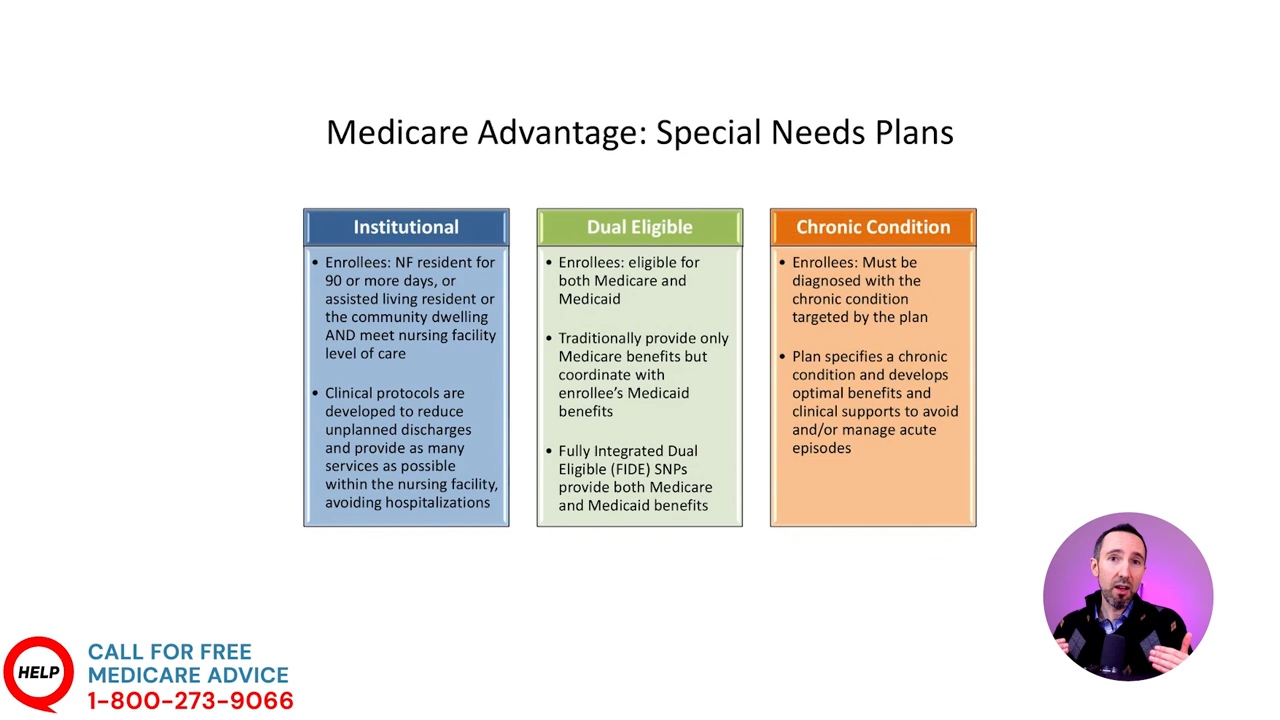 Medicare Advantage: Special Needs Plans
Institutional
• Enrollees: NF resident for
90 or more days, or
assisted living resident or
the community dwelling
AND meet nursing facility
level of care
• Clinical protocols are
developed to reduce
unplanned discharges
and provide as many
services as possible
within the nursing facility,
avoiding hospitalizations
Dual Eligible
• Enrollees: eligible for
both Medicare and
Medicaid
• Traditionally provide only
Medicare benefits but
coordinate with
enrollee's Medicaid
benefits
• Fully Integrated Dual
Eligible (FIDE) SNPs
provide both Medicare
and Medicaid benefits
Chronic Condition
• Enrollees: Must be
diagnosed with the
chronic condition
targeted by the plan
• Plan specifies a chronic
condition and develops
optimal benefits and
clinical supports to avoid
and/or manage acute
episodes
HELP
CALL FOR FREE
MEDICARE ADVICE
1-800-273-9066